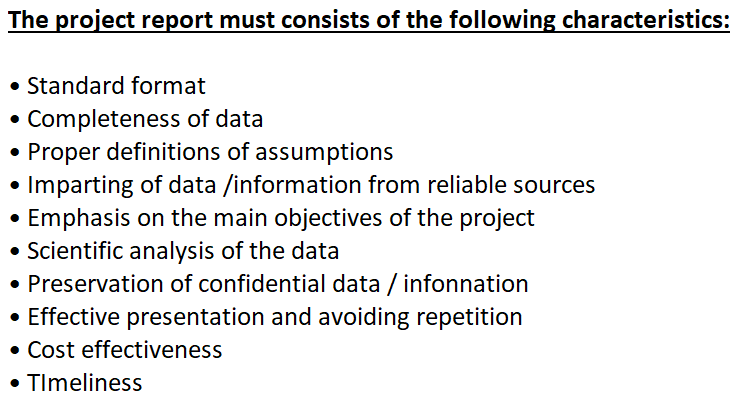 The project report must consists of the following characteristics:
• Standard format
• Completeness of data
• Proper definitions of assumptions
• Imparting of data /information from reliable sources
• Emphasis on the main objectives of the project
• Scientific analysis of the data
• Preservation of confidential data / infonnation
• Effective presentation and avoiding repetition
• Cost effectiveness
• TImeliness